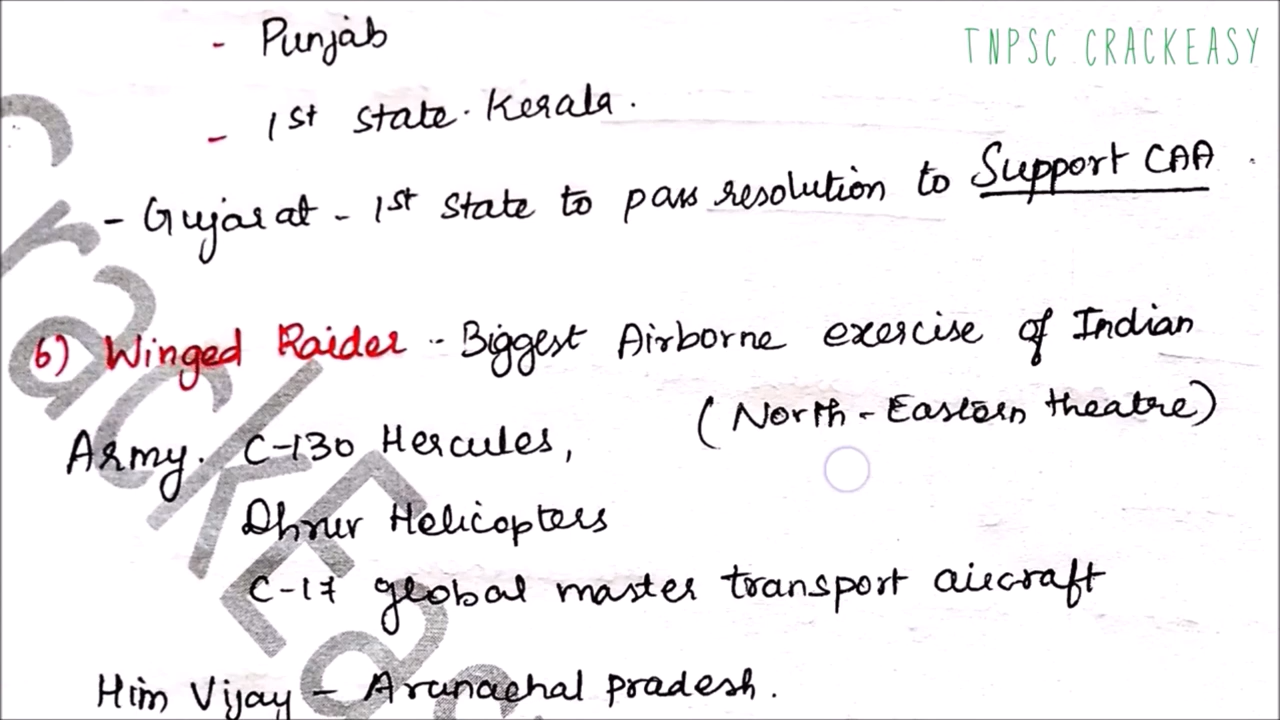 TNPSC CRACKEASY
- Punjab
- 1st state. Kerala.
- Gujarat - 1st State to pass resolution to Support CAA.
6) Winged Raider - Biggest Airborne exercise of Indian
(North-Eastern theatre)
Army. C-130 Hercules,
Dhruv Helicopters
C-17 global master transport aircraft
Him Vijay - Arunachal pradesh.